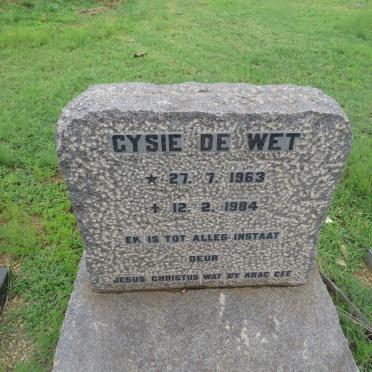 GYSIE DE WET
* 27. 7. 1963
+ 12. 2. 1984
EK IS TOT ALLES INSTAAT
DEUR
JESUS CHRISTUS WAT MY KRAG GEE